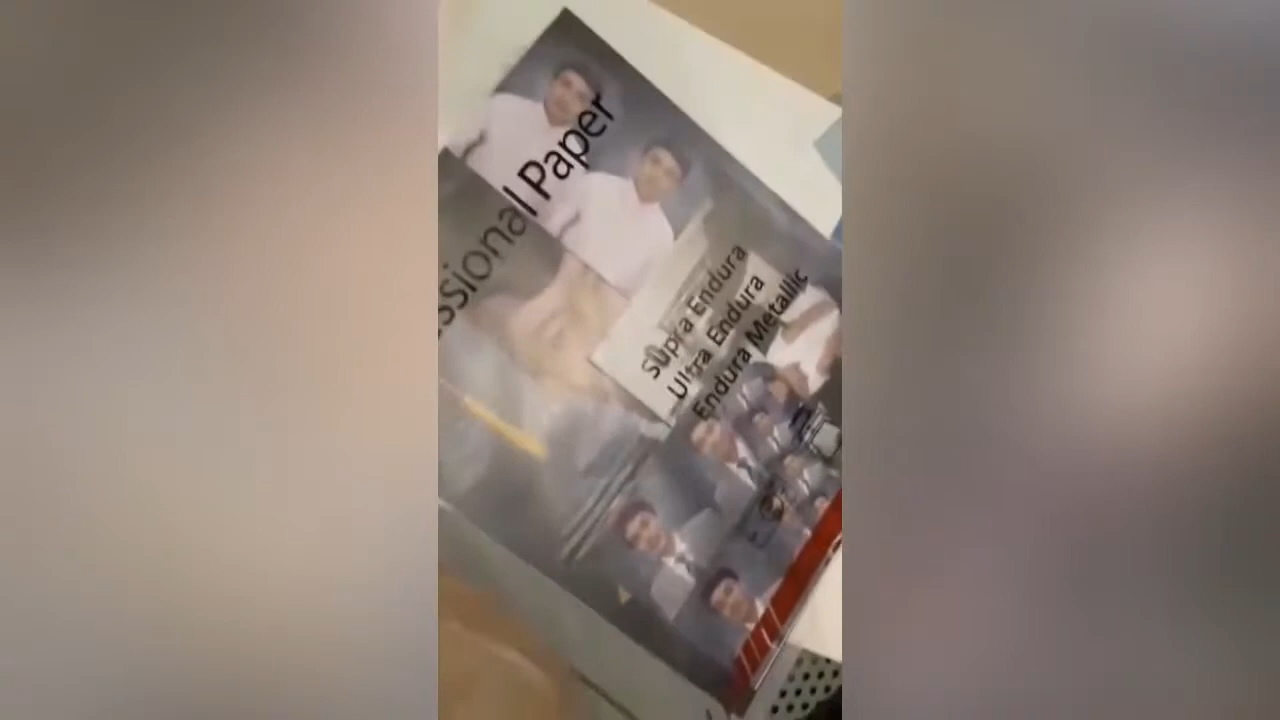 ssional Paper
Supra Endura
Ultra Endura
Endura Metallic